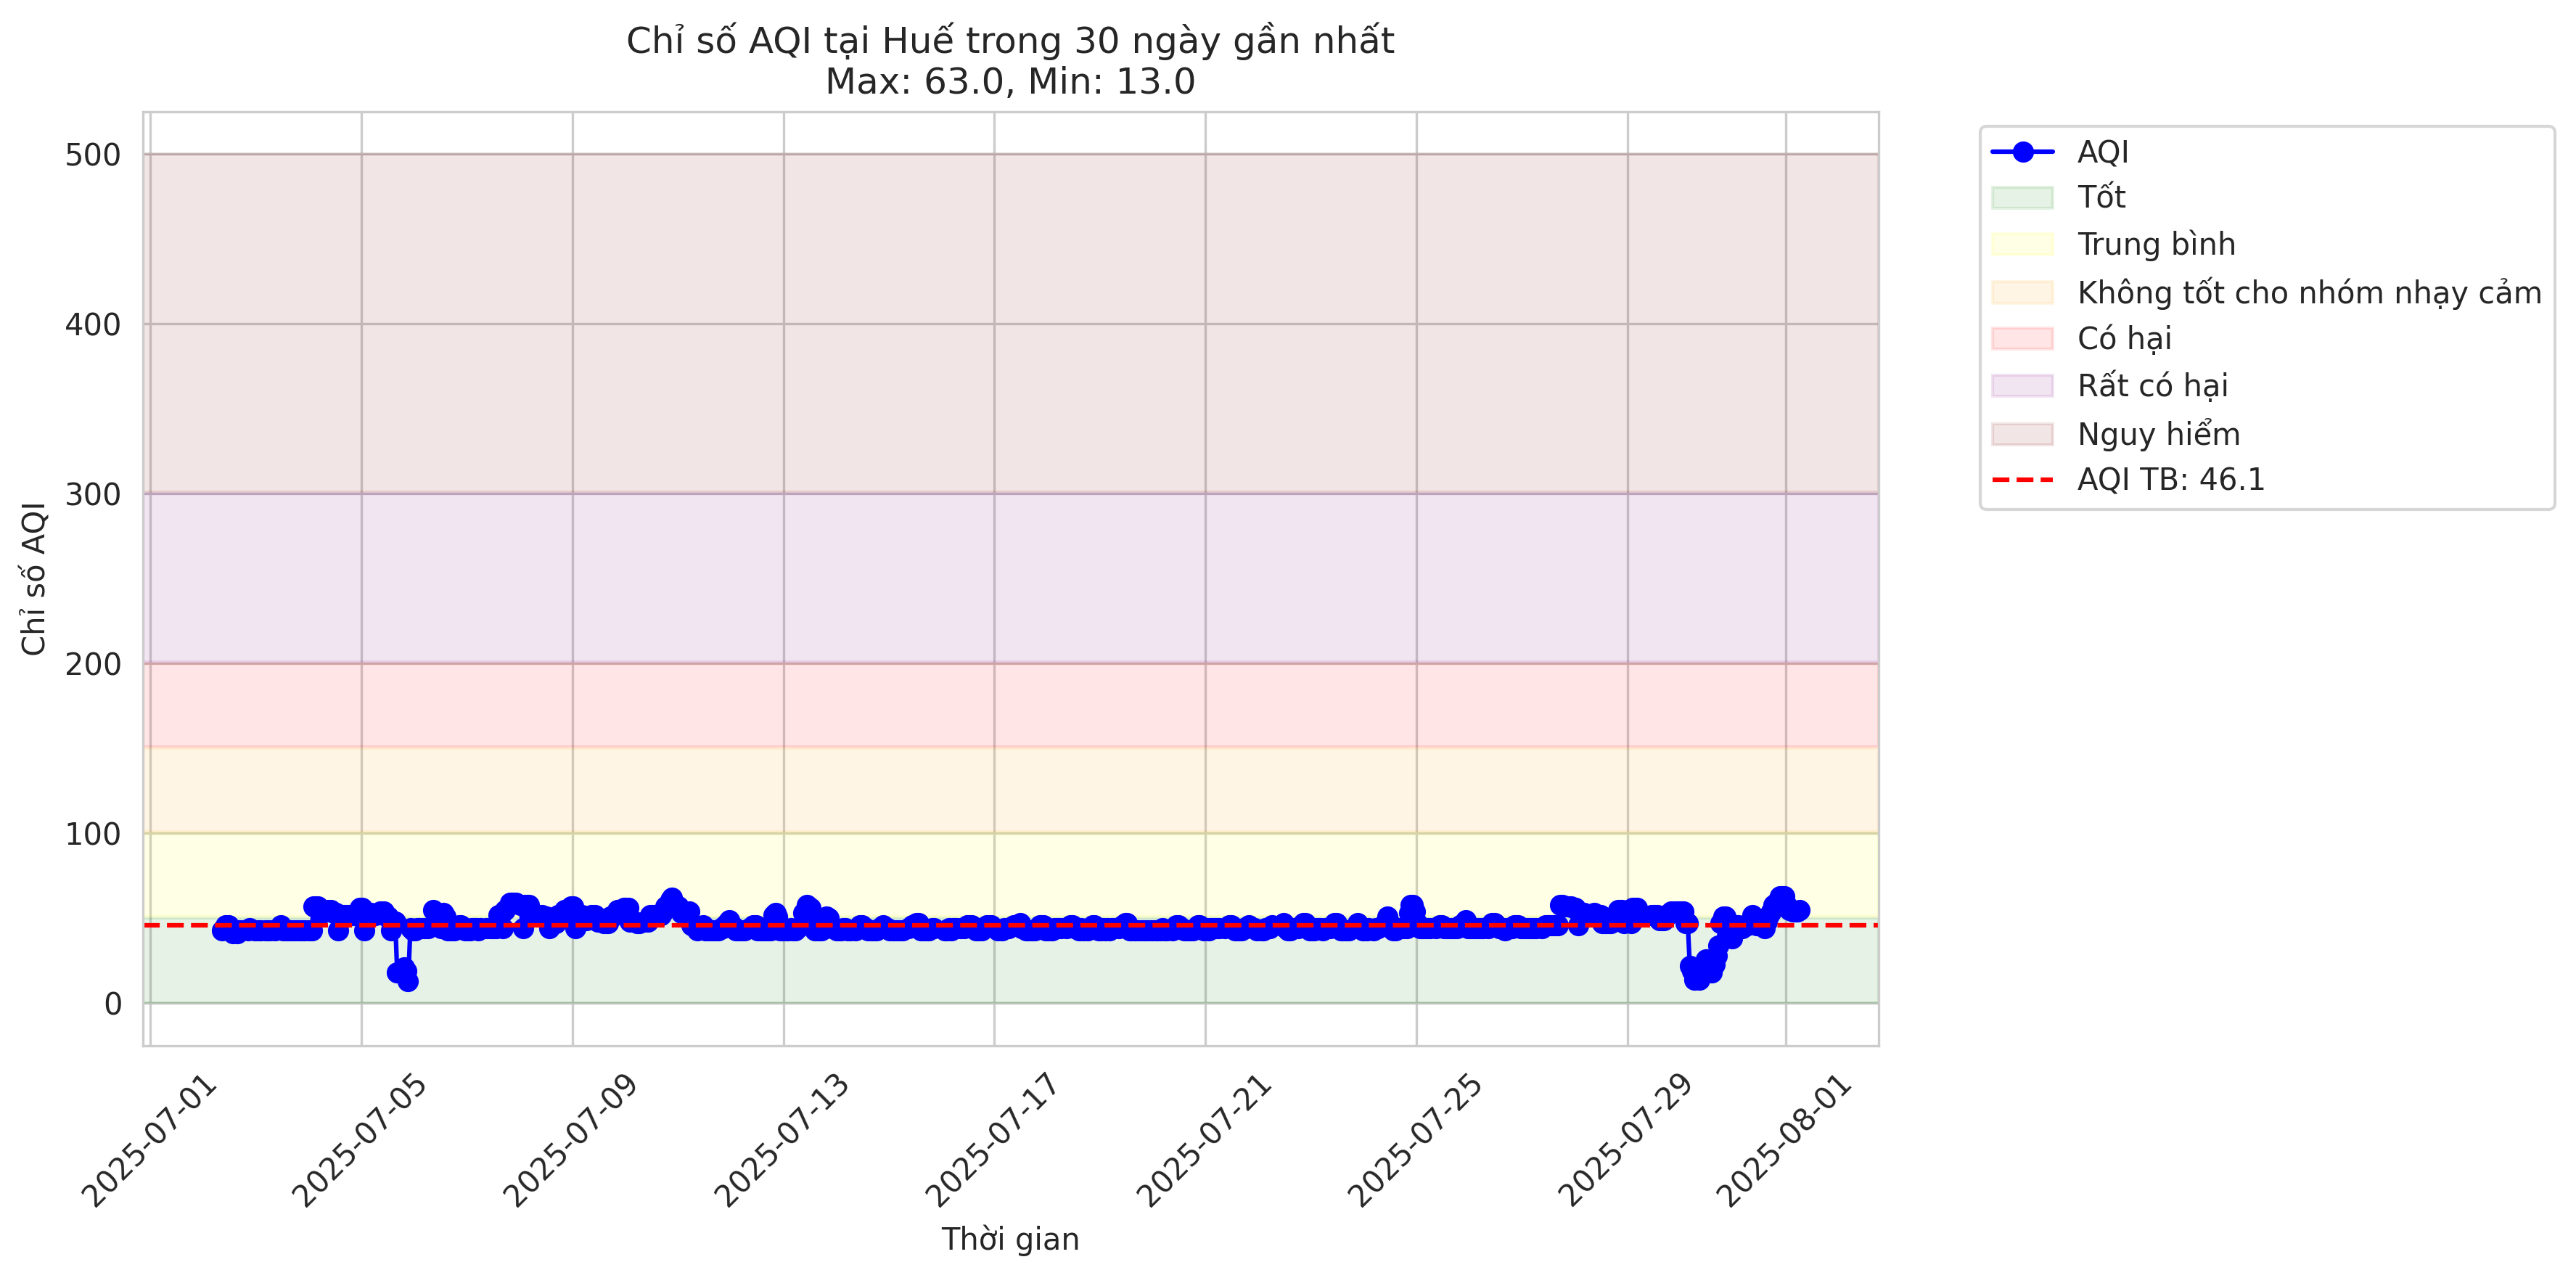 Chỉ số AQI tại Huế trong 30 ngày gần nhất
Max: 63.0, Min: 13.0
Chỉ số AQI
500
400
300
200
100
0
2025-07-01
2025-07-05
2025-07-09
2025-07-13
2025-07-17
2025-07-21
2025-07-25
2025-07-29
2025-08-01
Thời gian
AQI
Tốt
Trung bình
Không tốt cho nhóm nhạy cảm
Có hại
Rất có hại
Nguy hiểm
AQI TB: 46.1